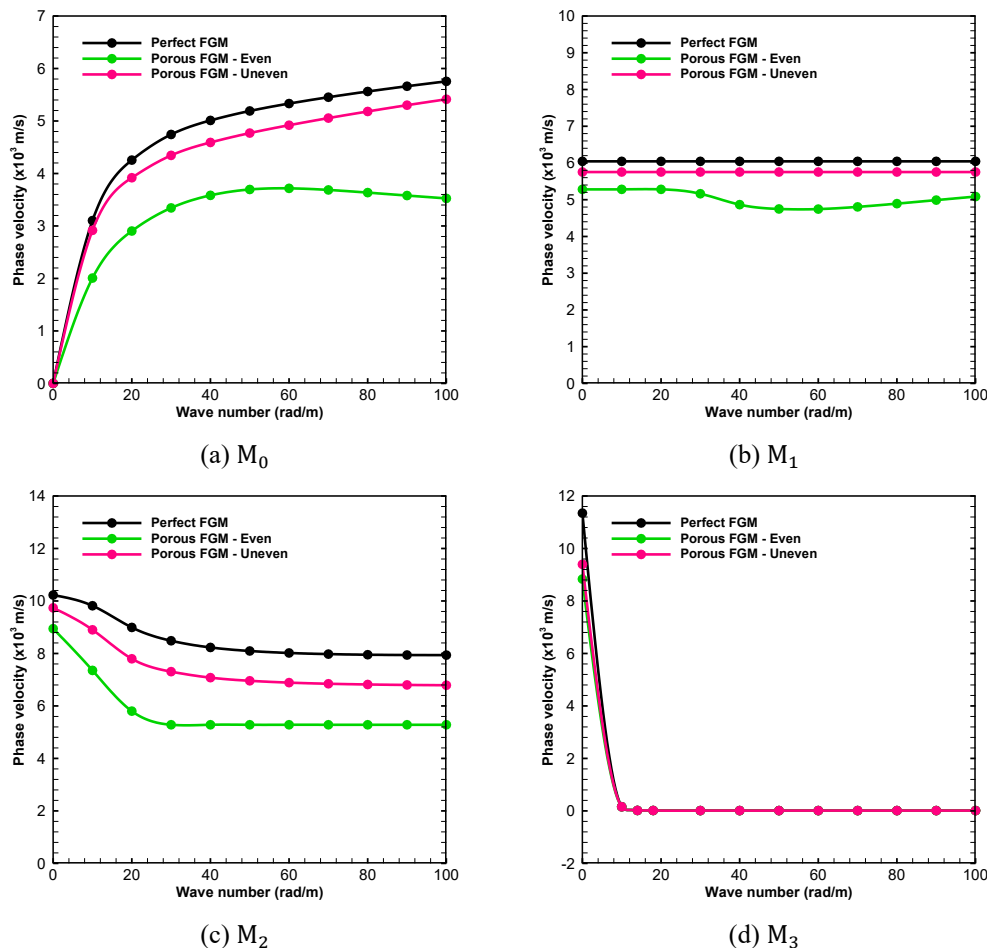 7
6
5
4
3
2
1
0
Phase velocity (x10³ m/s)
Perfect FGM
Porous FGM - Even
Porous FGM - Uneven
0 20 40 60 80 100
Wave number (rad/m)
(a) M₀
10
9
8
7
6
5
4
3
2
1
0
Phase velocity (x10³ m/s)
Perfect FGM
Porous FGM - Even
Porous FGM - Uneven
0 20 40 60 80 100
Wave number (rad/m)
(b) M₁
14
12
10
8
6
4
2
0
Phase velocity (x10³ m/s)
Perfect FGM
Porous FGM - Even
Porous FGM - Uneven
0 20 40 60 80 100
Wave number (rad/m)
(c) M₂
12
10
8
6
4
2
0
-2
Phase velocity (x10³ m/s)
Perfect FGM
Porous FGM - Even
Porous FGM - Uneven
0 20 40 60 80 100
Wave number (rad/m)
(d) M₃